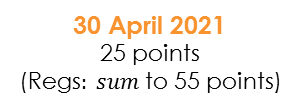 30 April 2021
25 points
(Regs: sum to 55 points)